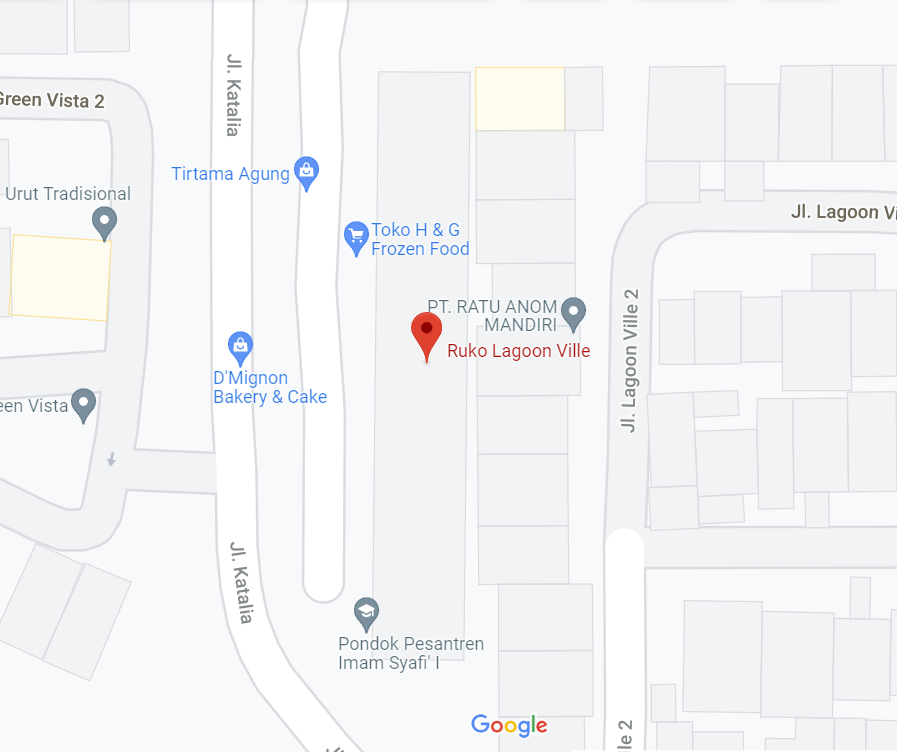 Jl. Katalia
Green Vista 2
Tirtama Agung
Urut Tradisional
Jl. Lagoon Vi
Toko H & G
Frozen Food
PT. RATU ANOM
MANDIRI
Ruko Lagoon Ville
Jl. Lagoon Ville 2
D'Mignon
Bakery & Cake
een Vista
Jl. Katalia
Pondok Pesantren
Imam Syafi' I
Google
lle 2